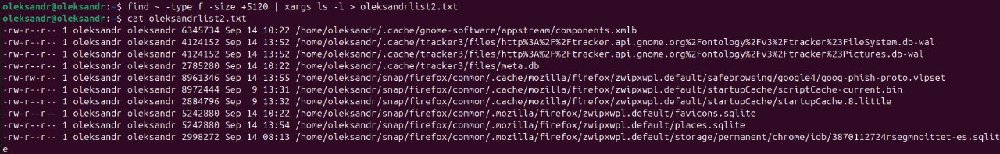 oleksandr@oleksandr:~$ find ~ -type f -size +5120 | xargs ls -l > oleksandrlist2.txt
oleksandr@oleksandr:~$ cat oleksandrlist2.txt
-rw-r--r-- 1 oleksandr oleksandr 6345734 Sep 14 10:22 /home/oleksandr/.cache/gnome-software/appstream/components.xmlb
-rw-r--r-- 1 oleksandr oleksandr 4124152 Sep 14 13:52 /home/oleksandr/.cache/tracker3/files/http%3A%2F%2Ftracker.api.gnome.org%2Fontology%2Fv3%2Ftracker%23FileSystem.db-wal
-rw-r--r-- 1 oleksandr oleksandr 4124152 Sep 14 13:52 /home/oleksandr/.cache/tracker3/files/http%3A%2F%2Ftracker.api.gnome.org%2Fontology%2Fv3%2Ftracker%23Pictures.db-wal
-rw-r--r-- 1 oleksandr oleksandr 2785280 Sep 14 10:22 /home/oleksandr/.cache/tracker3/files/meta.db
-rw-rw-r-- 1 oleksandr oleksandr 8961346 Sep 14 13:55 /home/oleksandr/snap/firefox/common/.cache/mozilla/firefox/zwipxwpl.default/safebrowsing/google4/goog-phish-proto.vlpset
-rw-r--r-- 1 oleksandr oleksandr 8972444 Sep  9 13:31 /home/oleksandr/snap/firefox/common/.cache/mozilla/firefox/zwipxwpl.default/startupCache/scriptCache-current.bin
-rw-r--r-- 1 oleksandr oleksandr 2884796 Sep  9 13:32 /home/oleksandr/snap/firefox/common/.cache/mozilla/firefox/zwipxwpl.default/startupCache/startupCache.8.little
-rw-r--r-- 1 oleksandr oleksandr 5242880 Sep 14 10:22 /home/oleksandr/snap/firefox/common/.mozilla/firefox/zwipxwpl.default/favicons.sqlite
-rw-r--r-- 1 oleksandr oleksandr 5242880 Sep 14 13:54 /home/oleksandr/snap/firefox/common/.mozilla/firefox/zwipxwpl.default/places.sqlite
-rw-r--r-- 1 oleksandr oleksandr 2998272 Sep 14 08:13 /home/oleksandr/snap/firefox/common/.mozilla/firefox/zwipxwpl.default/storage/permanent/chrome/idb/3870112724rsegmnoittet-es.sqlit
e